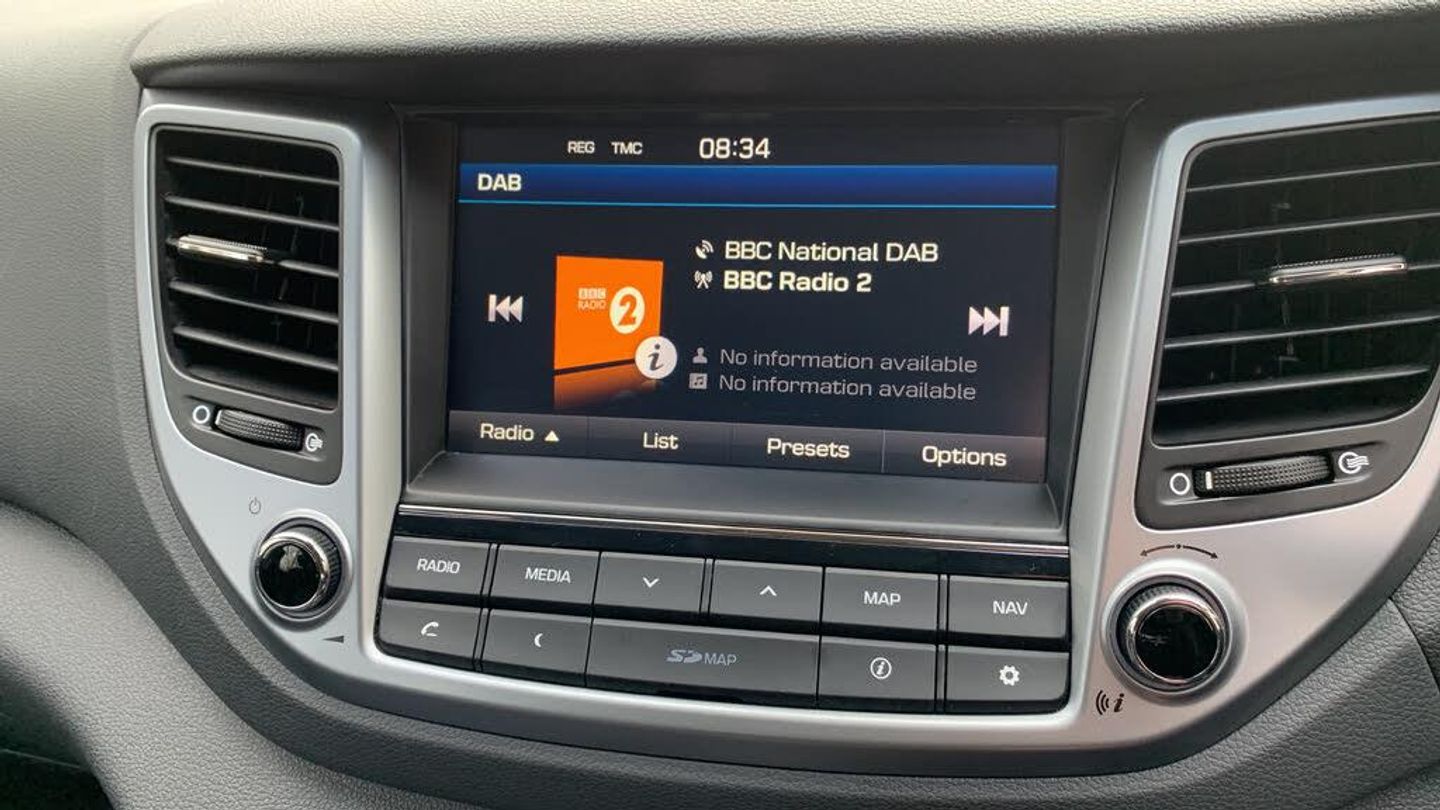 REG TMC 08:34
DAB
BBC National DAB
BBC Radio 2
BBC
RADIO 2
i
No information available
No information available
Radio ▲ List Presets Options
RADIO MEDIA MAP NAV
SD MAP i
i